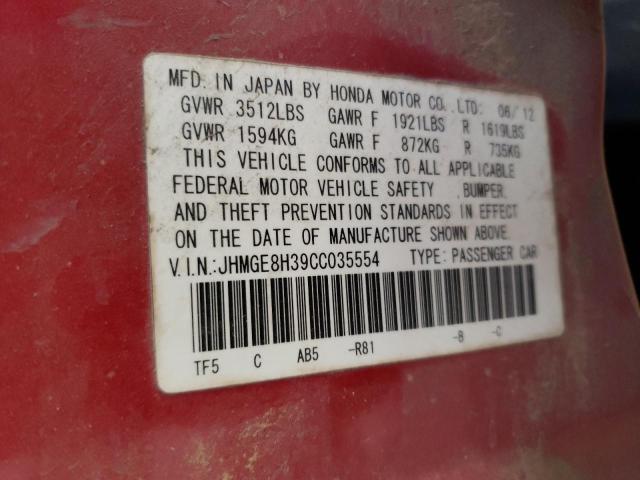 MFD. IN JAPAN BY HONDA MOTOR CO., LTD: 06/12
GVWR 3512LBS GAWR F 1921LBS R 1619LBS
GVWR 1594KG GAWR F 872KG R 735KG
THIS VEHICLE CONFORMS TO ALL APPLICABLE
FEDERAL MOTOR VEHICLE SAFETY , BUMPER,
AND THEFT PREVENTION STANDARDS IN EFFECT
ON THE DATE OF MANUFACTURE SHOWN ABOVE.
V.I.N.:JHMGE8H39CC035554 TYPE: PASSENGER CAR
TF5 C AB5 -R81 -B -C